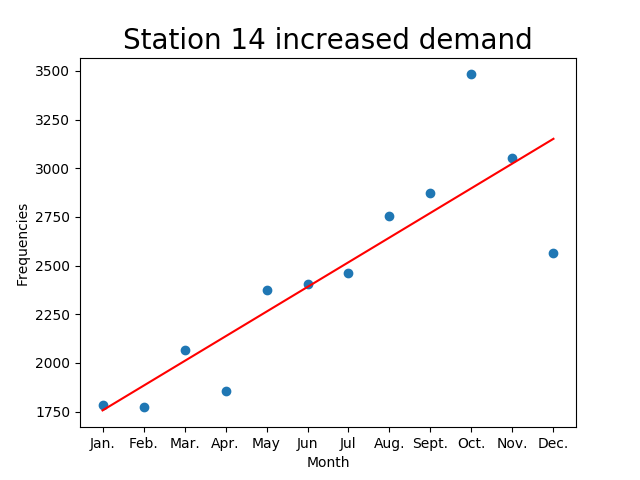 Station 14 increased demand
3500
3250
3000
2750
2500
2250
2000
1750
Frequencies
Jan. Feb. Mar. Apr. May Jun Jul Aug. Sept. Oct. Nov. Dec.
Month